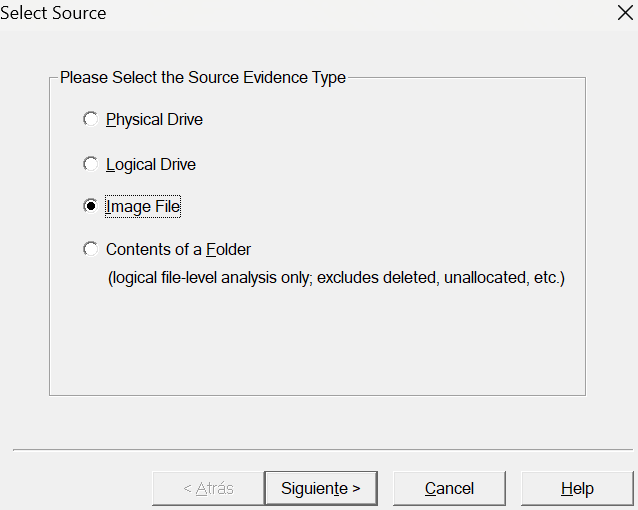 Select Source
Please Select the Source Evidence Type
Physical Drive
Logical Drive
Image File
Contents of a Folder
(logical file-level analysis only; excludes deleted, unallocated, etc.)
< Atrás Siguiente > Cancel Help